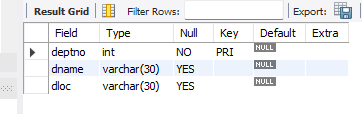 Result Grid Filter Rows: Export:
Field Type Null Key Default Extra
deptno int NO PRI NULL
dname varchar(30) YES NULL
dloc varchar(30) YES NULL